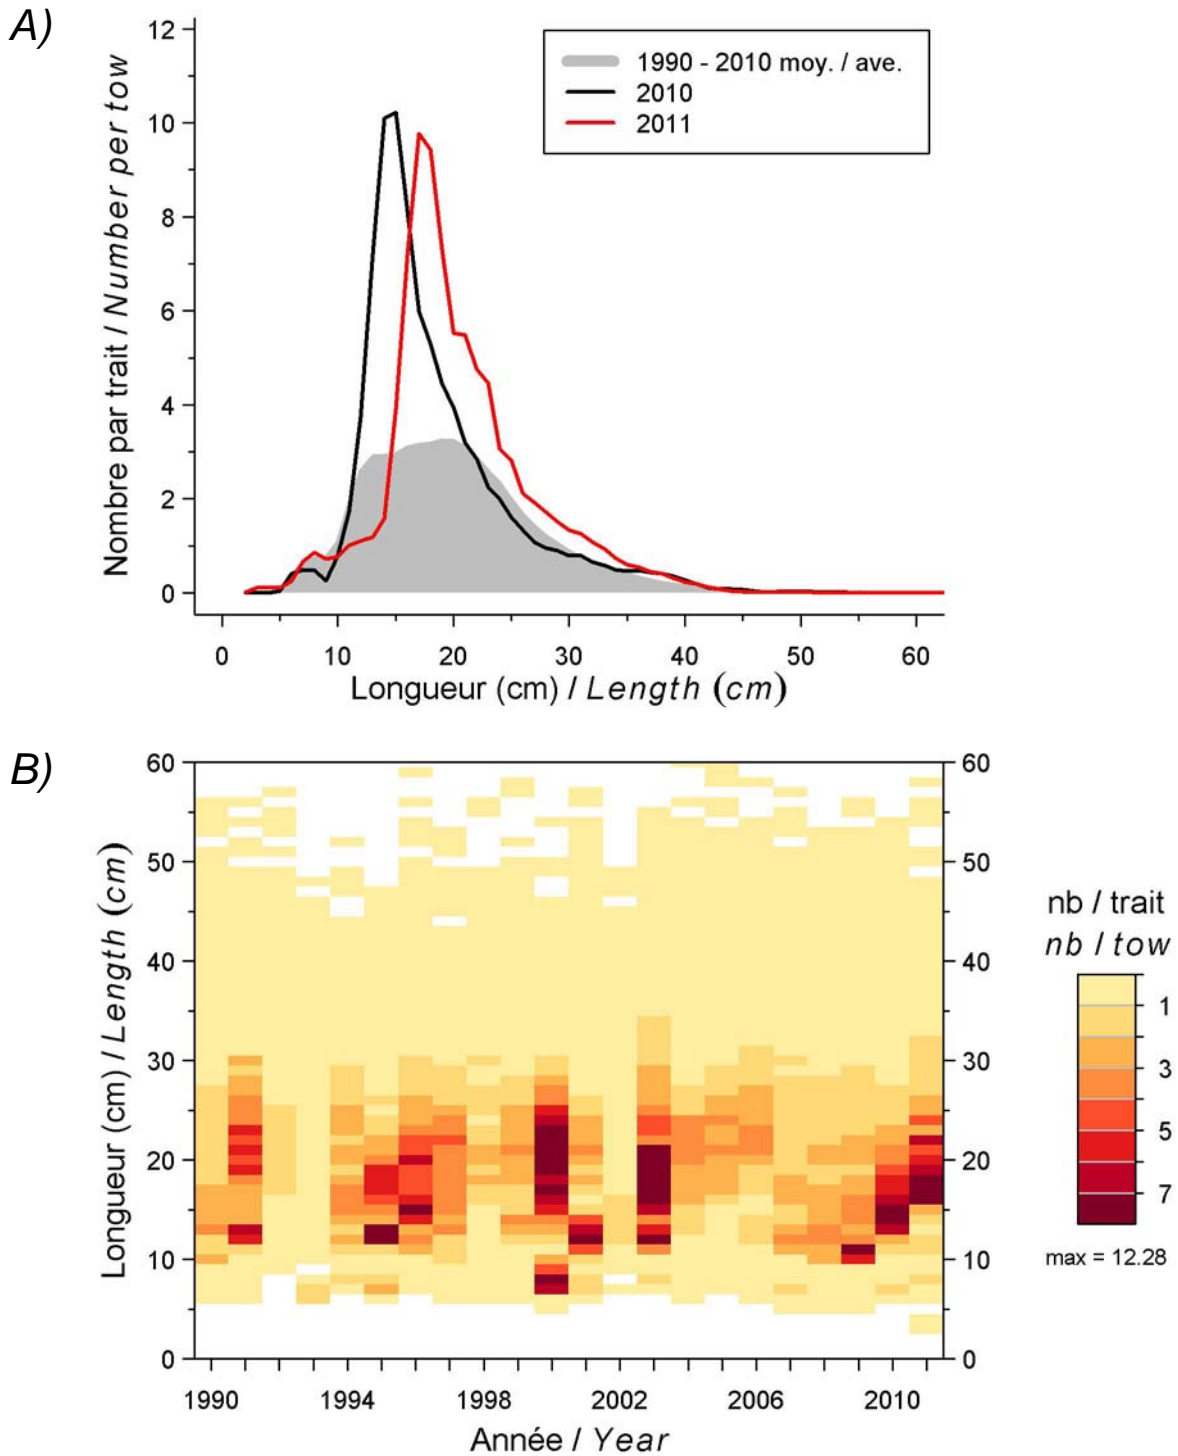 A)
12
10
8
6
4
2
0
Nombre par trait / Number per tow
1990 - 2010 moy. / ave.
2010
2011
0 10 20 30 40 50 60
Longueur (cm) / Length (cm)
B)
60
50
40
30
20
10
0
Longueur (cm) / Length (cm)
60
50
40
30
20
10
0
1990 1994 1998 2002 2006 2010
Année / Year
nb / trait
nb / tow
1
3
5
7
max = 12.28